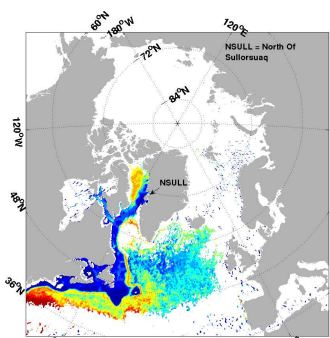 60°N
180°W
120°E
NSULL = North Of
Sullorsuaq
72°N
84°N
120°W
NSULL
48°N
36°N